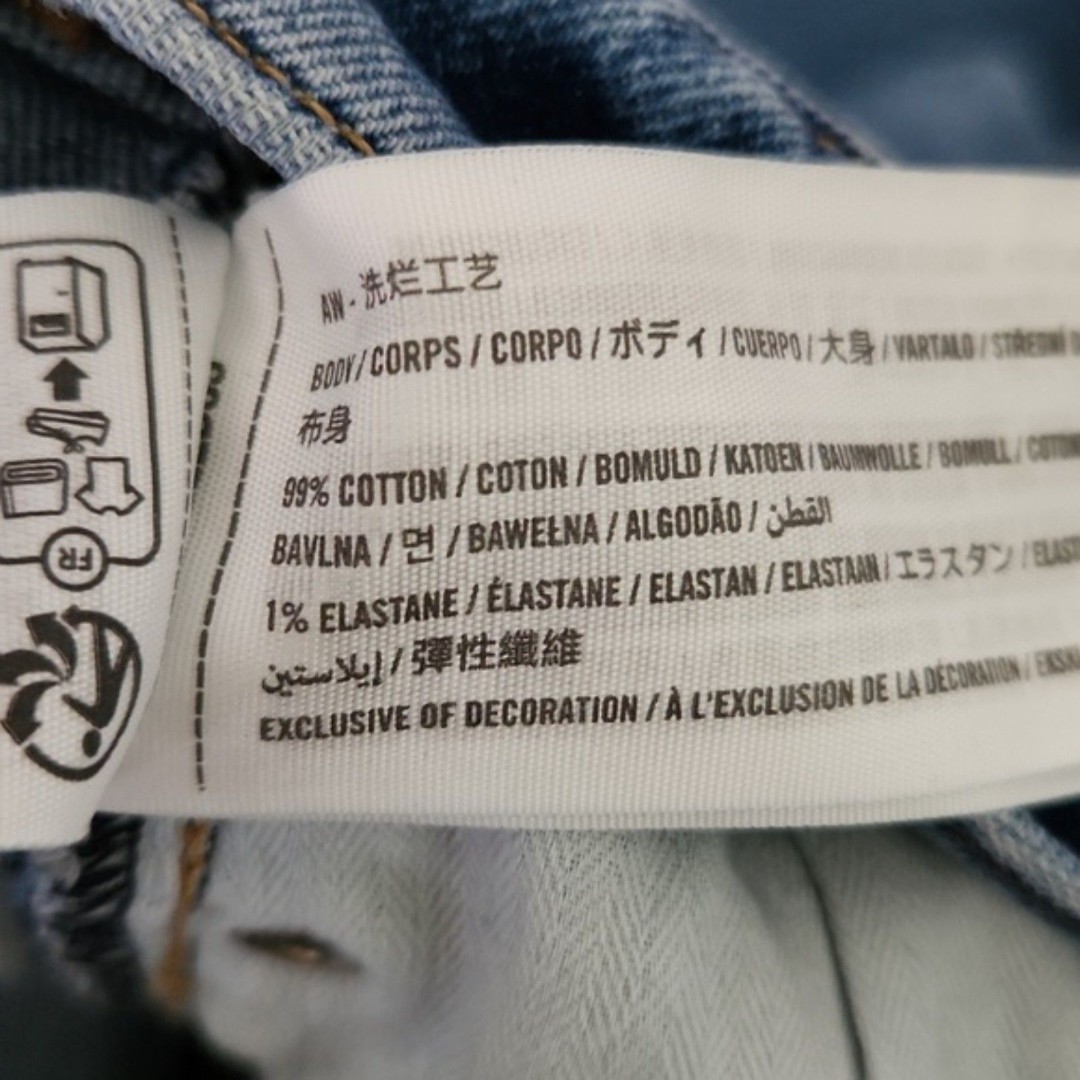 AW - 洗烂工艺
BODY / CORPS / CORPO / ボディ / CUERPO / 大身 / VARTALO / STŘEDNÍ
布身
99% COTTON / COTON / BOMULD / KATOEN / BAUMWOLLE / BOMULL /
BAVLNA / 면 / BAWEŁNA / ALGODÃO / القطن
1% ELASTANE / ÉLASTANE / ELASTAN / ELASTAAN / エラスタン /
إيلاستين / 彈性纖維
EXCLUSIVE OF DECORATION / À L'EXCLUSION DE LA DÉCORATION /
FR